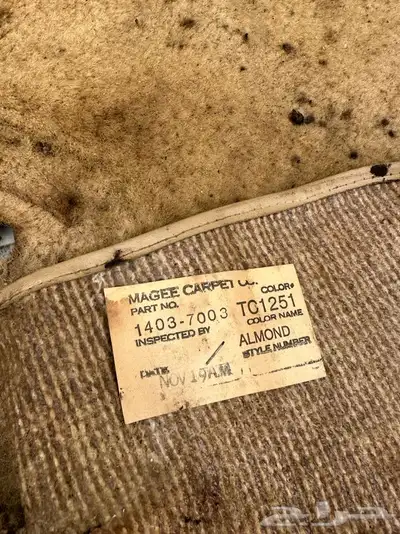 MAGEE CARPET CO.
PART NO. COLOR#
1403-7003 TC1251
INSPECTED BY COLOR NAME
ALMOND
STYLE NUMBER
DATE
NOV 19 A.M
حراج